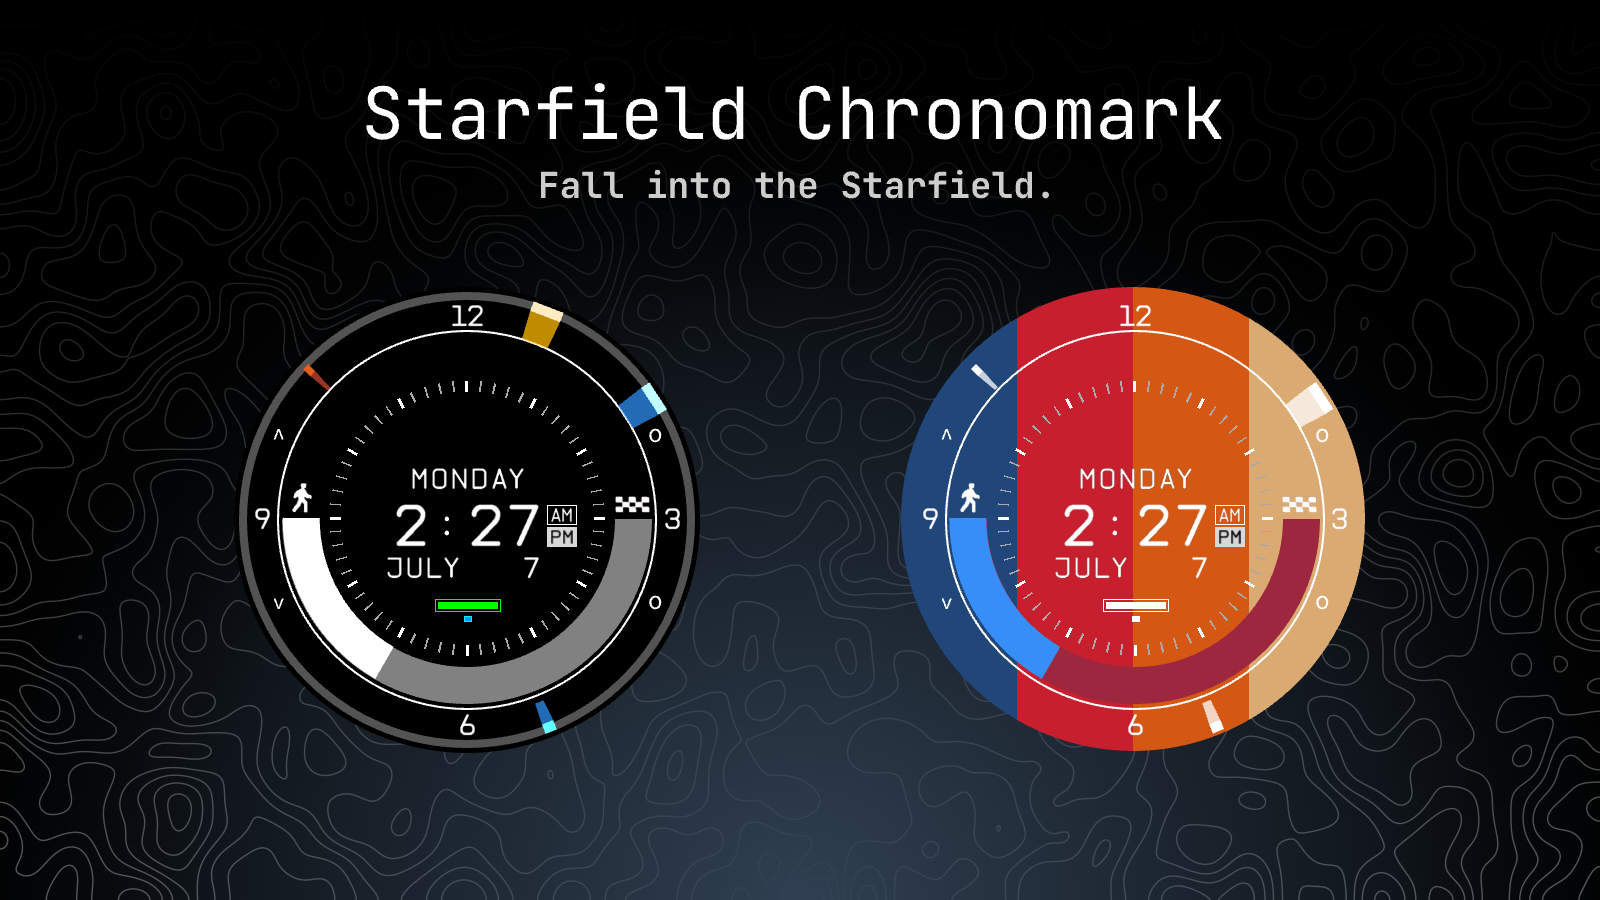 Starfield Chronomark
Fall into the Starfield.
12
^
o
MONDAY
9
2 : 27
AM
PM
3
JULY 7
v
o
6
12
^
o
MONDAY
9
2 : 27
AM
PM
3
JULY 7
v
o
6